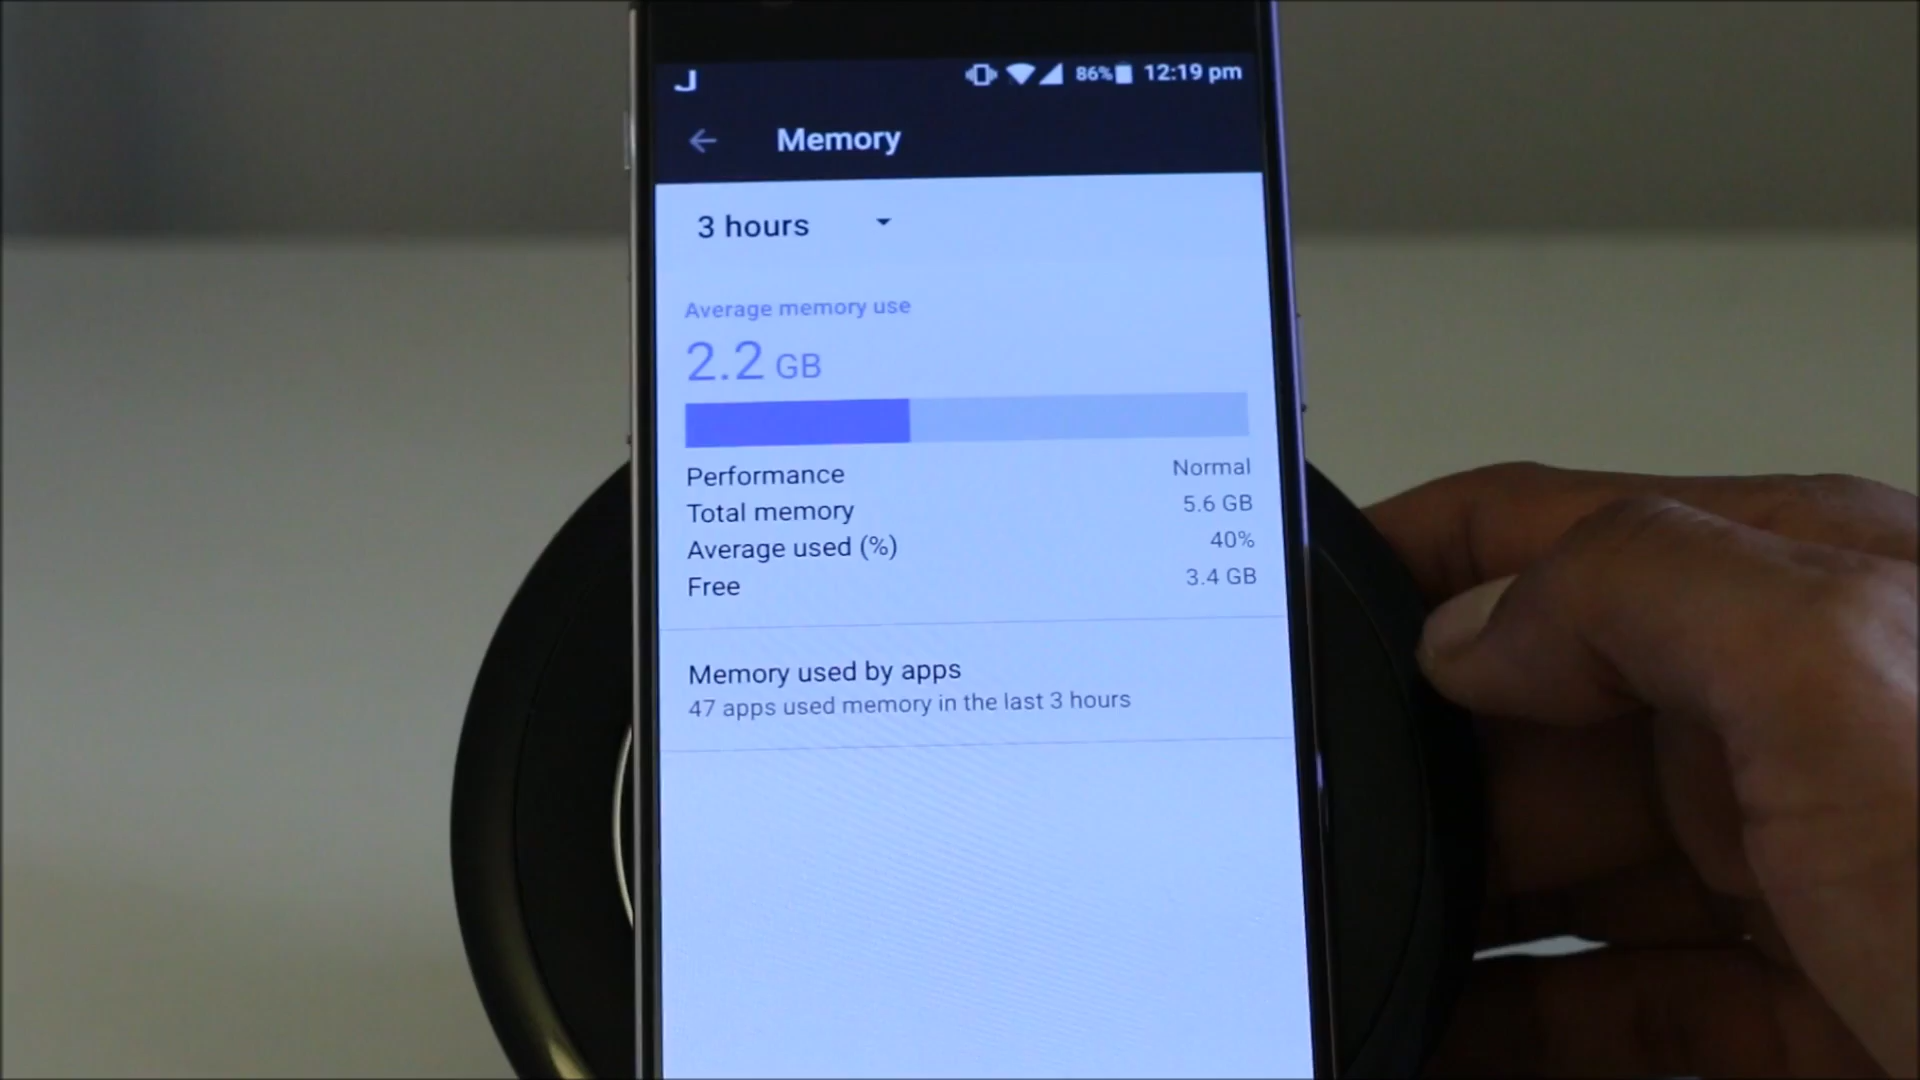 86% 12:19 pm
Memory
3 hours
Average memory use
2.2 GB
Performance Normal
Total memory 5.6 GB
Average used (%) 40%
Free 3.4 GB
Memory used by apps
47 apps used memory in the last 3 hours